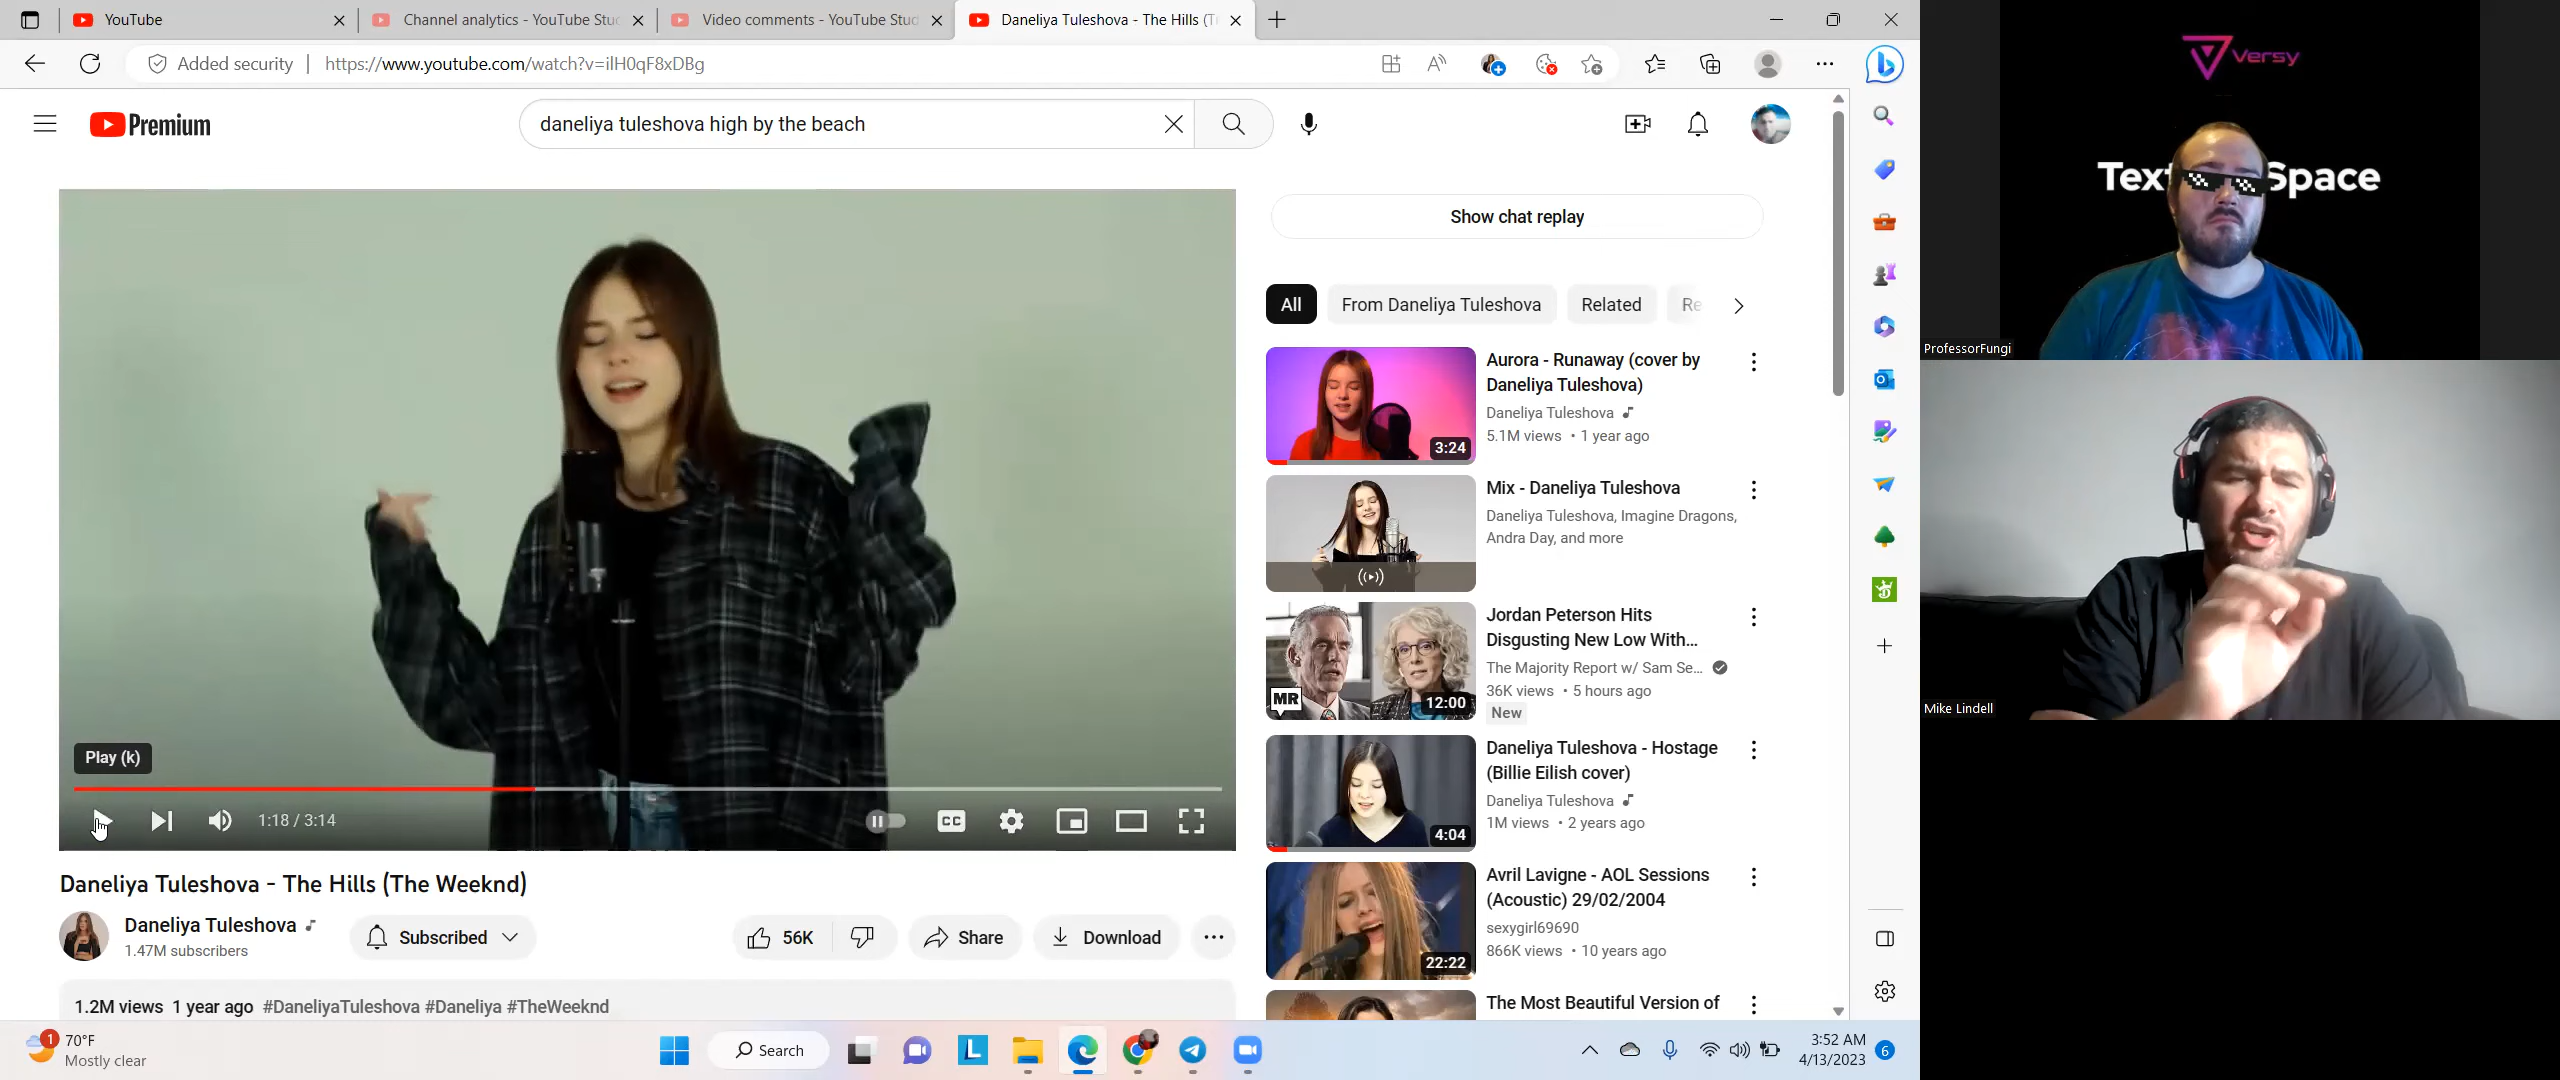 YouTube
Channel analytics - YouTube Stu
Video comments - YouTube Stu
Daneliya Tuleshova - The Hills (T
Added security
https://www.youtube.com/watch?v=ilH0qF8xDBg
Premium
daneliya tuleshova high by the beach
Play (k)
1:18 / 3:14
CC
Daneliya Tuleshova - The Hills (The Weeknd)
Daneliya Tuleshova
1.47M subscribers
Subscribed
56K
Share
Download
1.2M views 1 year ago #DaneliyaTuleshova #Daneliya #TheWeeknd
Show chat replay
All
From Daneliya Tuleshova
Related
Re
3:24
Aurora - Runaway (cover by
Daneliya Tuleshova)
Daneliya Tuleshova
5.1M views • 1 year ago
Mix - Daneliya Tuleshova
Daneliya Tuleshova, Imagine Dragons,
Andra Day, and more
MR
12:00
Jordan Peterson Hits
Disgusting New Low With...
The Majority Report w/ Sam Se...
36K views • 5 hours ago
New
4:04
Daneliya Tuleshova - Hostage
(Billie Eilish cover)
Daneliya Tuleshova
1M views • 2 years ago
22:22
Avril Lavigne - AOL Sessions
(Acoustic) 29/02/2004
sexygirl69690
866K views • 10 years ago
The Most Beautiful Version of
Versy
Text Space
ProfessorFungi
Mike Lindell
1
70°F
Mostly clear
Search
L
3:52 AM
4/13/2023
6